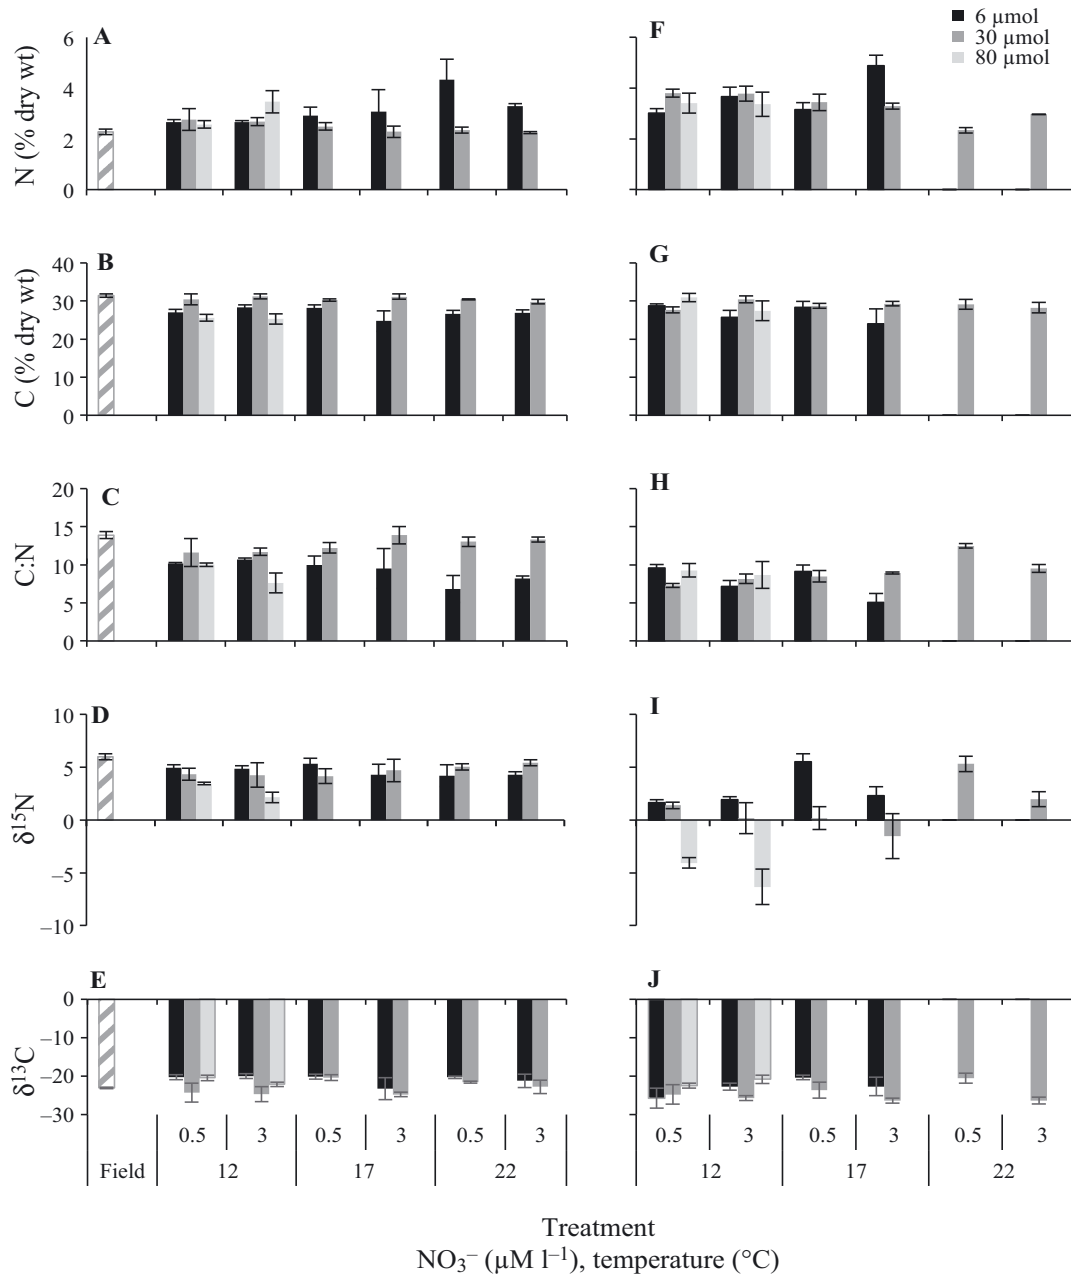 A
F
6 µmol
30 µmol
80 µmol
N (% dry wt)
6
4
2
0
B
G
C (% dry wt)
40
30
20
10
0
C
H
C:N
20
15
10
5
0
D
I
δ15N
10
5
0
–5
–10
E
J
δ13C
0
–10
–20
–30
0.5 3 0.5 3 0.5 3 0.5 3 0.5 3 0.5 3
Field 12 17 22 12 17 22
Treatment
NO₃⁻ (µM l⁻¹), temperature (°C)